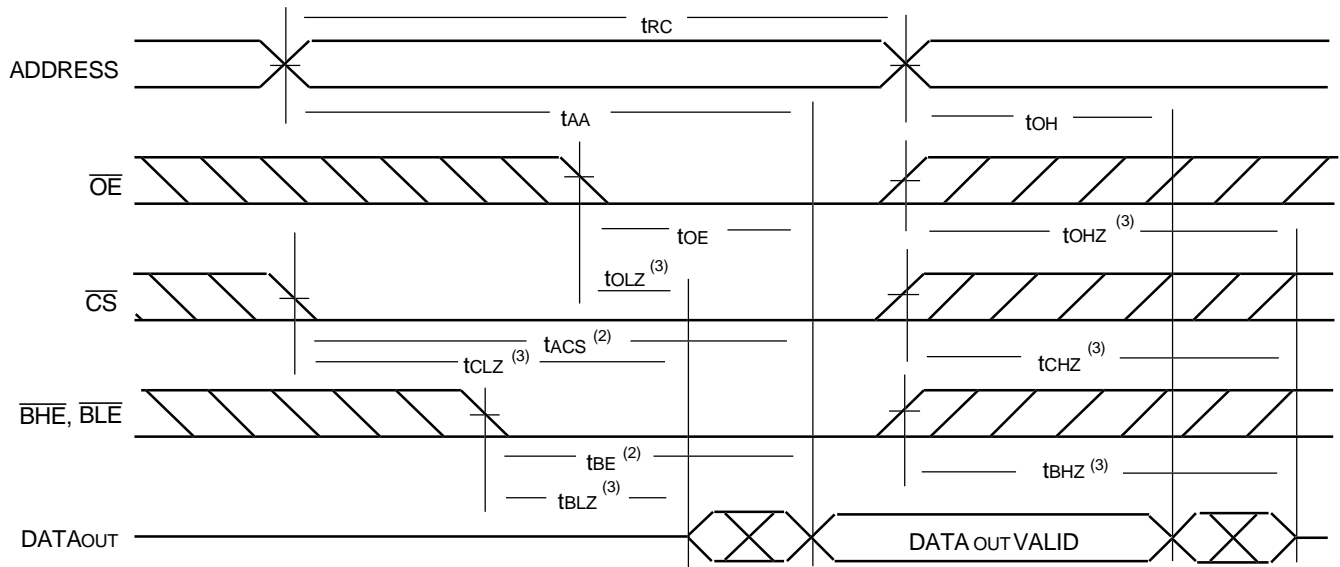 tRC
ADDRESS
tAA
tOH
OE
tOE
tOHZ (3)
tOLZ (3)
CS
tACS (2)
tCLZ (3)
tCHZ (3)
BHE, BLE
tBE (2)
tBHZ (3)
tBLZ (3)
DATAOUT
DATA OUT VALID